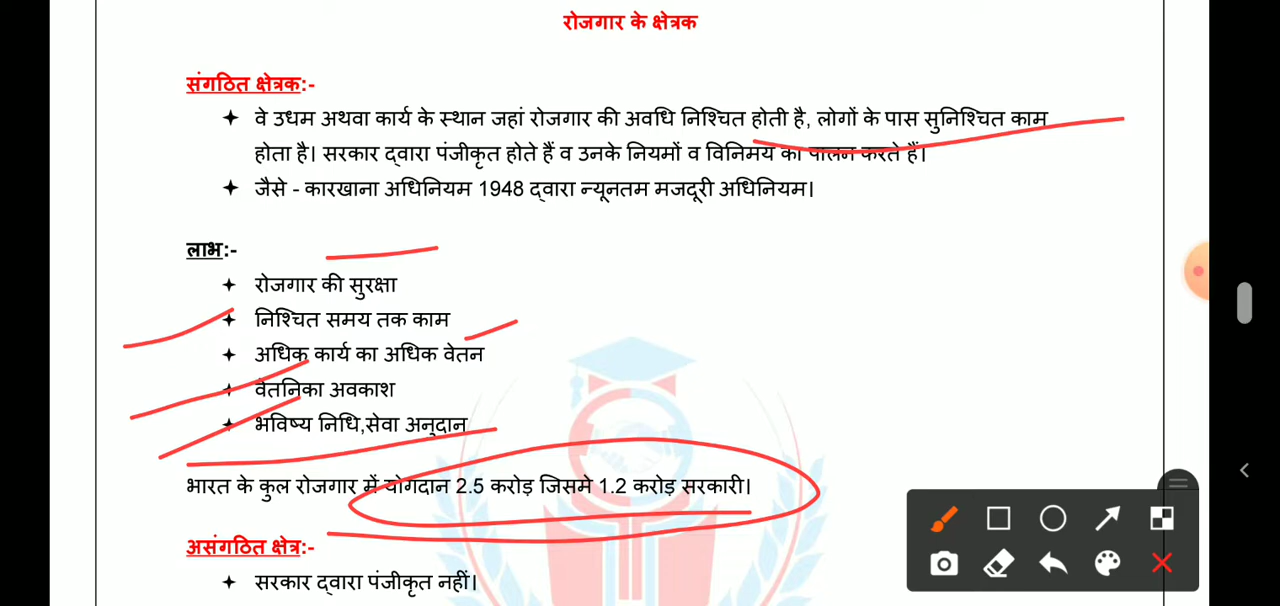 रोजगार के क्षेत्रक
संगठित क्षेत्रक:-
वे उधम अथवा कार्य के स्थान जहां रोजगार की अवधि निश्चित होती है, लोगों के पास सुनिश्चित काम
होता है। सरकार द्वारा पंजीकृत होते हैं व उनके नियमों व विनिमय का पालन करते हैं।
जैसे - कारखाना अधिनियम 1948 द्वारा न्यूनतम मजदूरी अधिनियम।
लाभ:-
रोजगार की सुरक्षा
निश्चित समय तक काम
अधिक कार्य का अधिक वेतन
वेतनिका अवकाश
भविष्य निधि,सेवा अनुदान
भारत के कुल रोजगार में योगदान 2.5 करोड़ जिसमे 1.2 करोड़ सरकारी।
असंगठित क्षेत्र:-
सरकार द्वारा पंजीकृत नहीं।